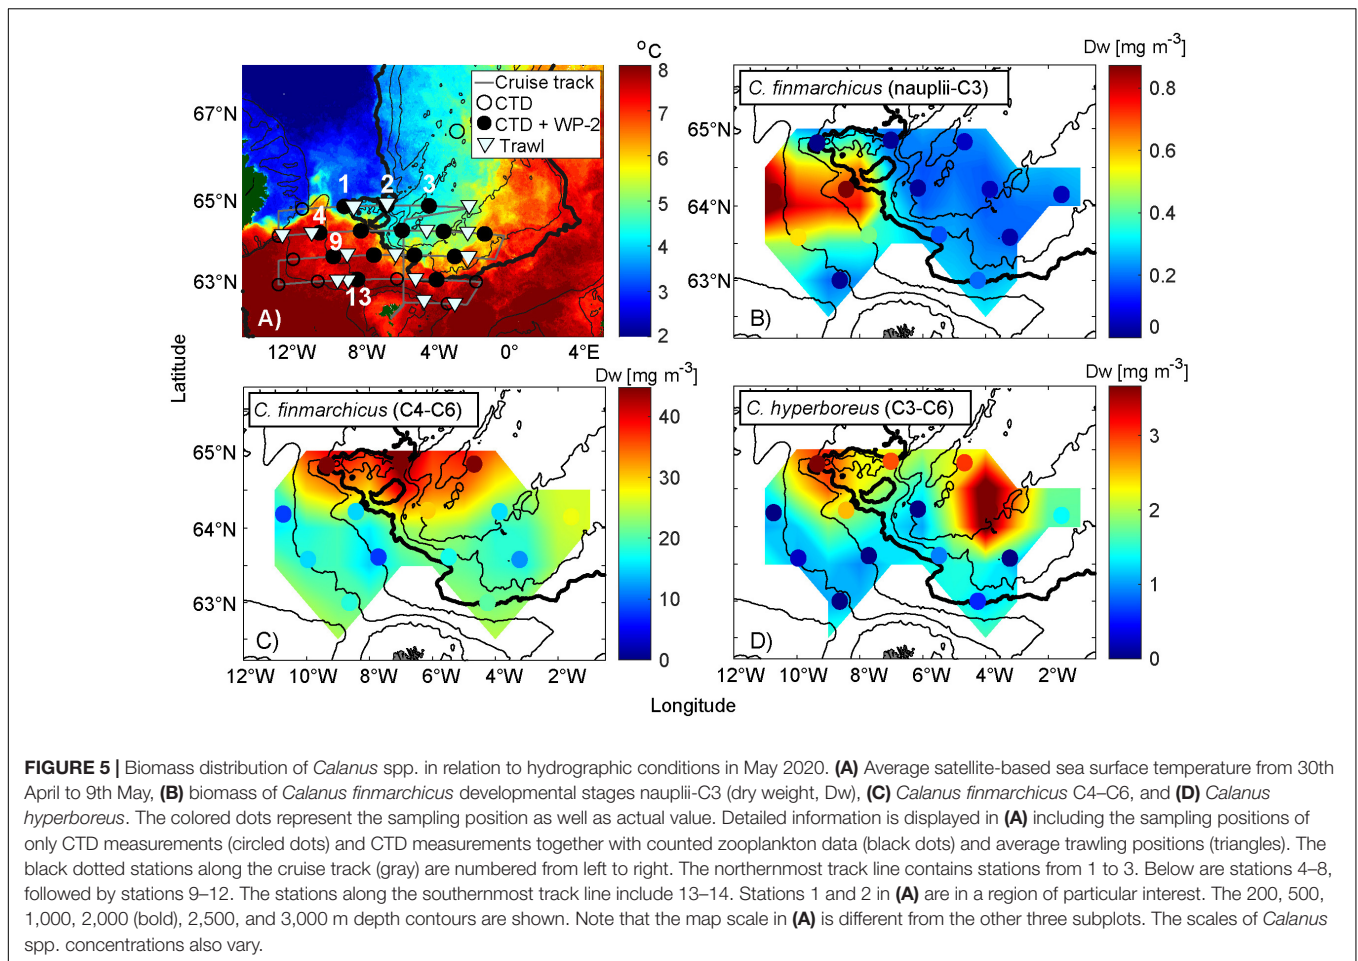 °C
8
7
6
5
4
3
2
67°N
65°N
63°N
Cruise track
CTD
CTD + WP-2
Trawl
1
2
3
4
9
13
A)
12°W
8°W
4°W
0°
4°E
Latitude
Dw [mg m-3]
C. finmarchicus (nauplii-C3)
65°N
64°N
63°N
0.8
0.6
0.4
0.2
0
B)
Dw [mg m-3]
C. finmarchicus (C4-C6)
65°N
64°N
63°N
40
30
20
10
0
C)
12°W
10°W
8°W
6°W
4°W
2°W
Dw [mg m-3]
C. hyperboreus (C3-C6)
65°N
64°N
63°N
3
2
1
0
D)
12°W
10°W
8°W
6°W
4°W
2°W
Longitude
FIGURE 5 | Biomass distribution of Calanus spp. in relation to hydrographic conditions in May 2020. (A) Average satellite-based sea surface temperature from 30th
April to 9th May, (B) biomass of Calanus finmarchicus developmental stages nauplii-C3 (dry weight, Dw), (C) Calanus finmarchicus C4–C6, and (D) Calanus
hyperboreus. The colored dots represent the sampling position as well as actual value. Detailed information is displayed in (A) including the sampling positions of
only CTD measurements (circled dots) and CTD measurements together with counted zooplankton data (black dots) and average trawling positions (triangles). The
black dotted stations along the cruise track (gray) are numbered from left to right. The northernmost track line contains stations from 1 to 3. Below are stations 4–8,
followed by stations 9–12. The stations along the southernmost track line include 13–14. Stations 1 and 2 in (A) are in a region of particular interest. The 200, 500,
1,000, 2,000 (bold), 2,500, and 3,000 m depth contours are shown. Note that the map scale in (A) is different from the other three subplots. The scales of Calanus
spp. concentrations also vary.